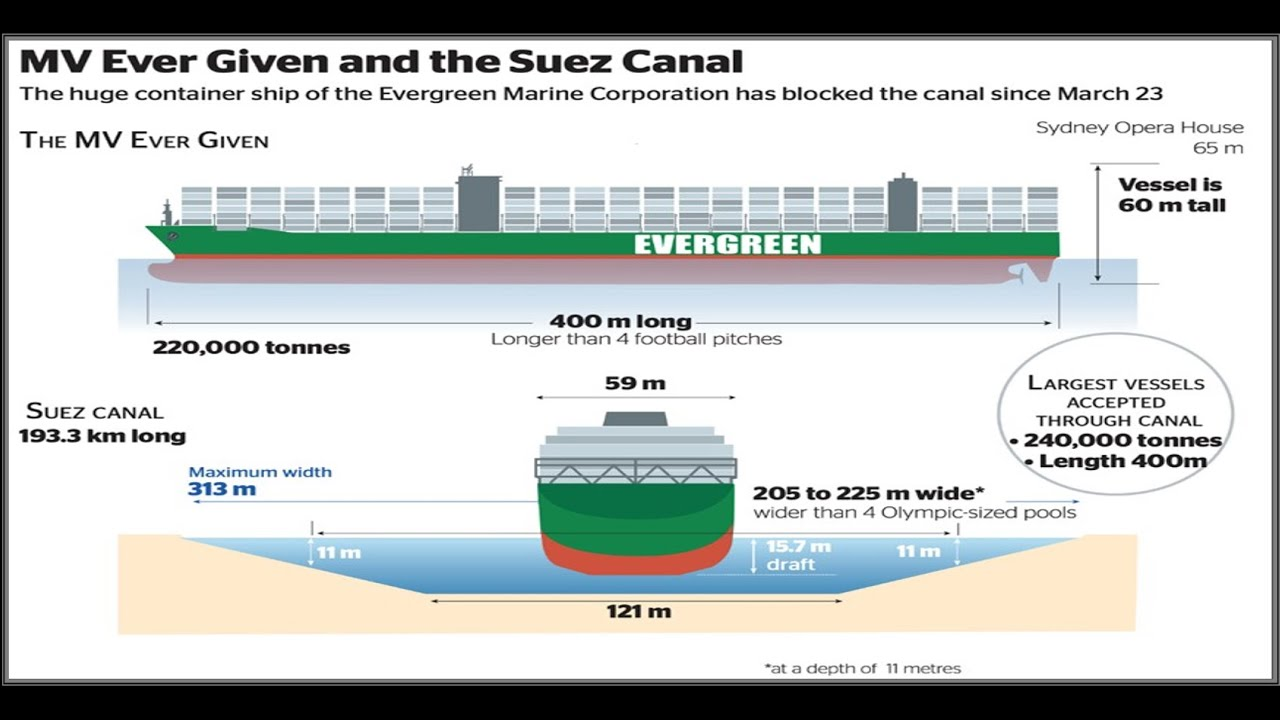 MV Ever Given and the Suez Canal
The huge container ship of the Evergreen Marine Corporation has blocked the canal since March 23
THE MV EVER GIVEN
Sydney Opera House
65 m
Vessel is
60 m tall
EVERGREEN
400 m long
Longer than 4 football pitches
220,000 tonnes
59 m
LARGEST VESSELS
ACCEPTED
THROUGH CANAL
• 240,000 tonnes
• Length 400m
SUEZ CANAL
193.3 km long
Maximum width
313 m
205 to 225 m wide*
wider than 4 Olympic-sized pools
11 m
15.7 m
draft
11 m
121 m
*at a depth of 11 metres